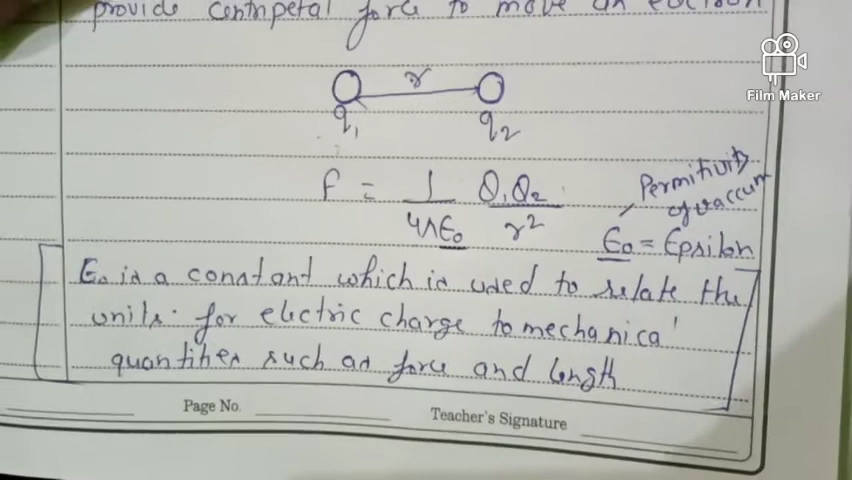 provide centripetal force to move an electron
r
q1 q2
F = 1/4πϵ0 Q1Q2/r²
Permitivity
of vaccum
ϵ0 = Epsilon
ϵ0 is a constant which is used to relate the
units for electric charge to mechanical
quantities such as force and length
Page No.
Teacher's Signature
Film Maker